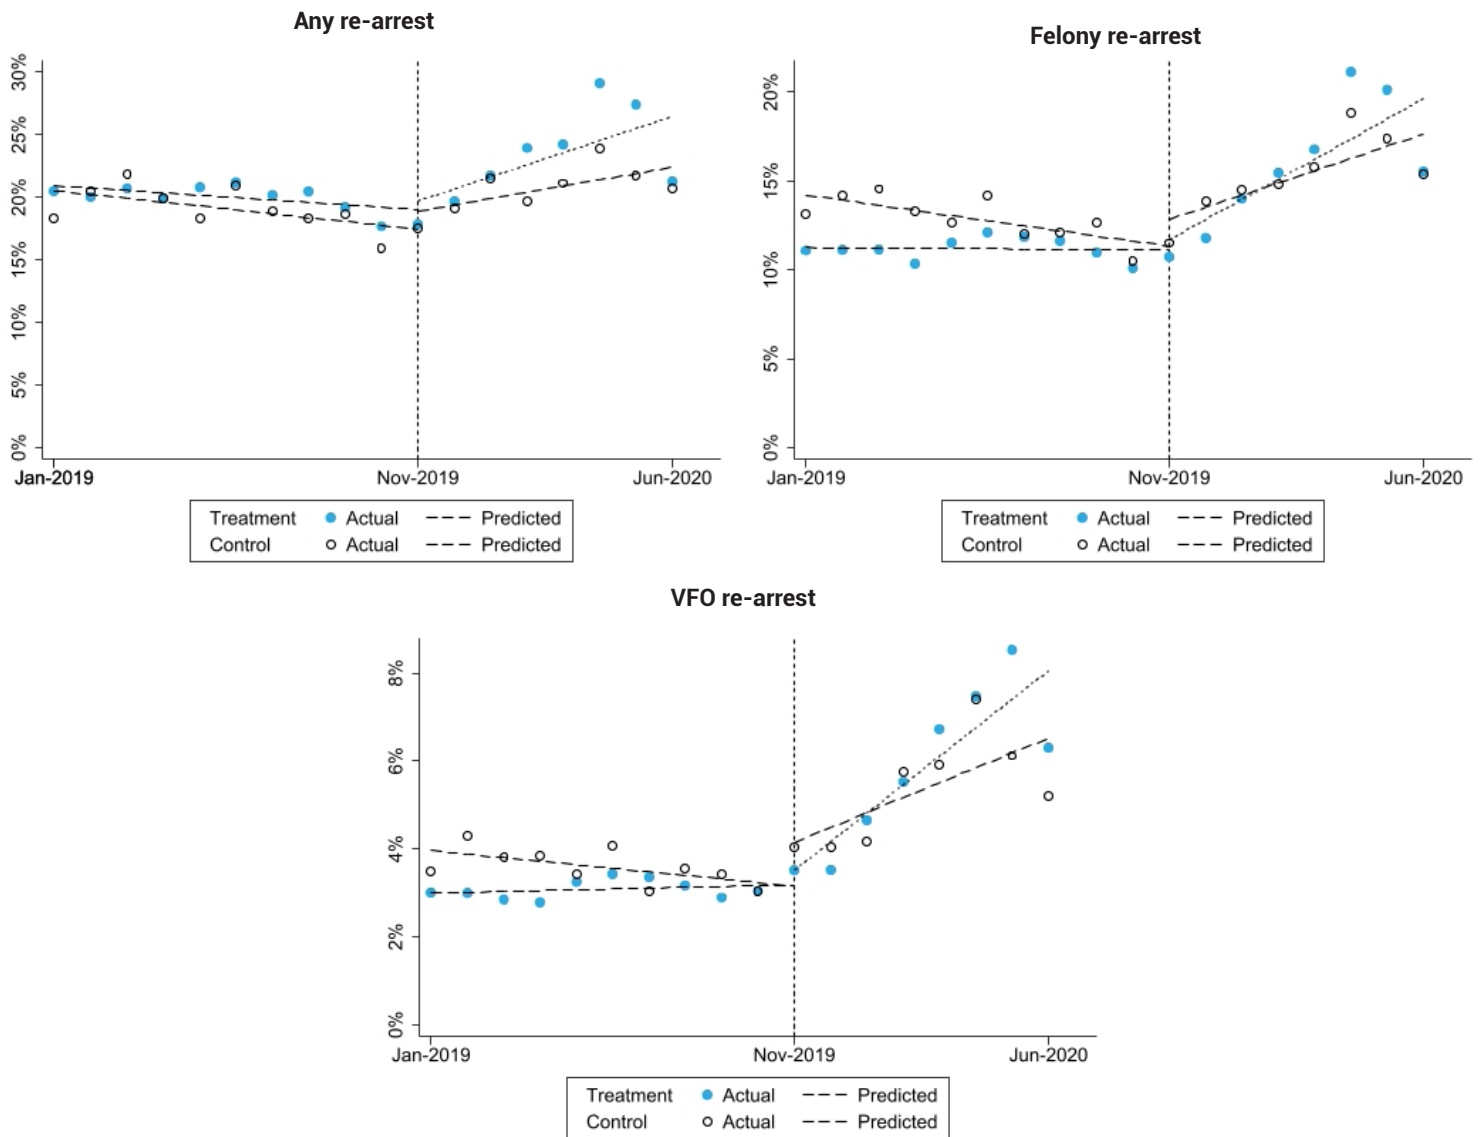 Any re-arrest
30%
25%
20%
15%
10%
5%
0%
Jan-2019 Nov-2019 Jun-2020
Treatment Actual Predicted
Control Actual Predicted
Felony re-arrest
20%
15%
10%
5%
0%
Jan-2019 Nov-2019 Jun-2020
Treatment Actual Predicted
Control Actual Predicted
VFO re-arrest
8%
6%
4%
2%
0%
Jan-2019 Nov-2019 Jun-2020
Treatment Actual Predicted
Control Actual Predicted